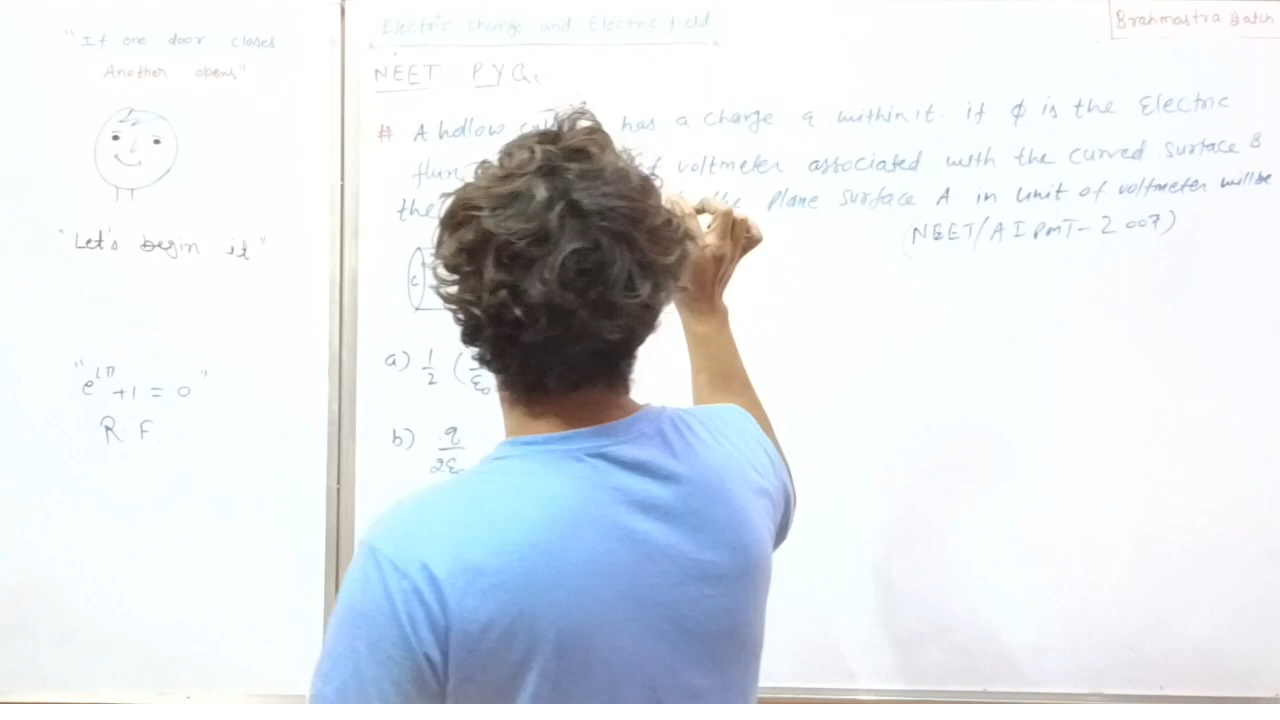 "If one door closes
Another opens"
"Let's begin it"
"e^iπ +1 = 0"
R. F.
Electric charge and Electric field
Brahmastra Batch
NEET PYQs
# A hollow has a charge q within it. if ϕ is the Electric
of voltmeter associated with the curved surface B
the Plane surface A in unit of voltmeter will be
(NEET/AIPMT-2007)
C
a) 1/2 (
b) q/2ε